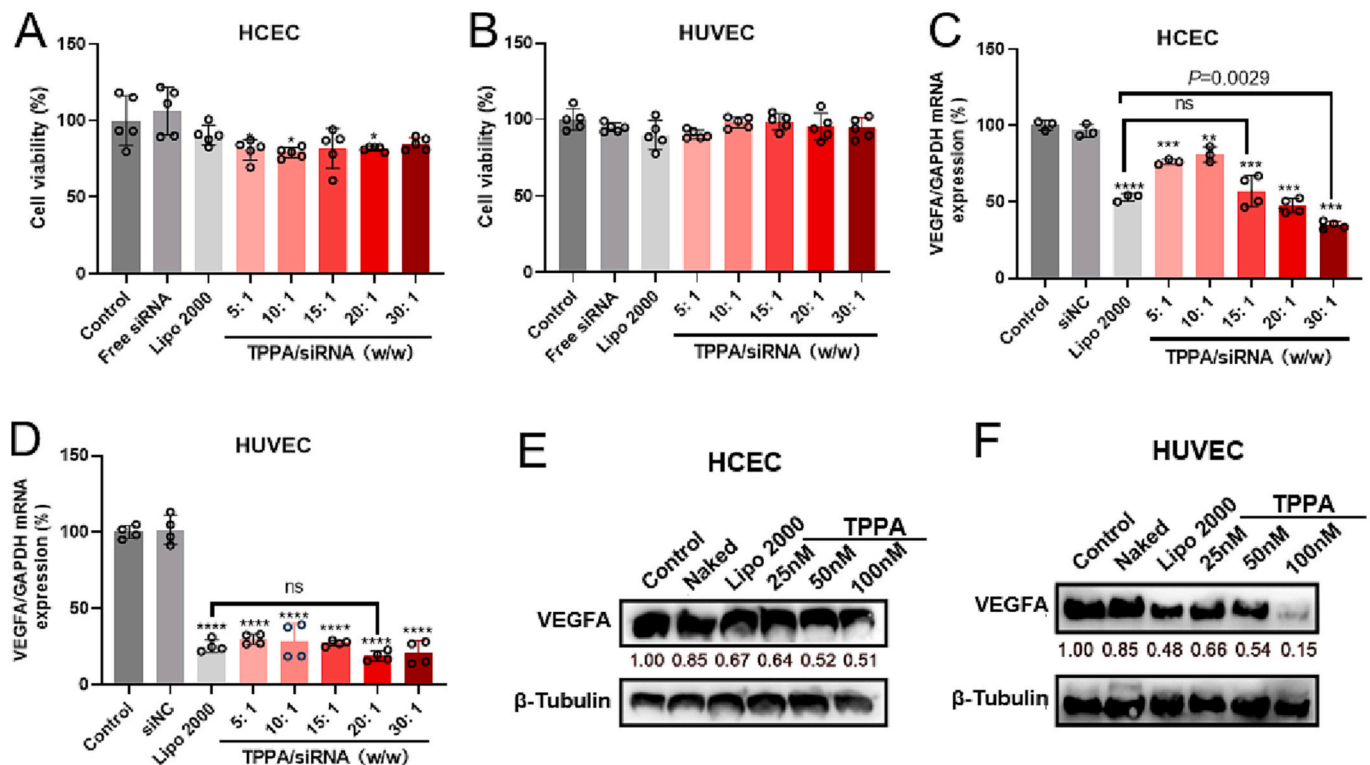 A
HCEC
Cell viability (%)
150
100
50
0
*
*
*
Control
Free siRNA
Lipo 2000
5: 1
10: 1
15: 1
20: 1
30: 1
TPPA/siRNA (w/w)
B
HUVEC
Cell viability (%)
150
100
50
0
Control
Free siRNA
Lipo 2000
5: 1
10: 1
15: 1
20: 1
30: 1
TPPA/siRNA (w/w)
C
HCEC
VEGFA/GAPDH mRNA
expression (%)
150
100
50
0
P=0.0029
ns
****
***
**
***
***
***
Control
siNC
Lipo 2000
5: 1
10: 1
15: 1
20: 1
30: 1
TPPA/siRNA (w/w)
D
HUVEC
VEGFA/GAPDH mRNA
expression (%)
150
100
50
0
ns
****
****
****
****
****
****
Control
siNC
Lipo 2000
5: 1
10: 1
15: 1
20: 1
30: 1
TPPA/siRNA (w/w)
E
HCEC
TPPA
Control
Naked
Lipo 2000
25nM
50nM
100nM
VEGFA
1.00 0.85 0.67 0.64 0.52 0.51
β-Tubulin
F
HUVEC
TPPA
Control
Naked
Lipo 2000
25nM
50nM
100nM
VEGFA
1.00 0.85 0.48 0.66 0.54 0.15
β-Tubulin